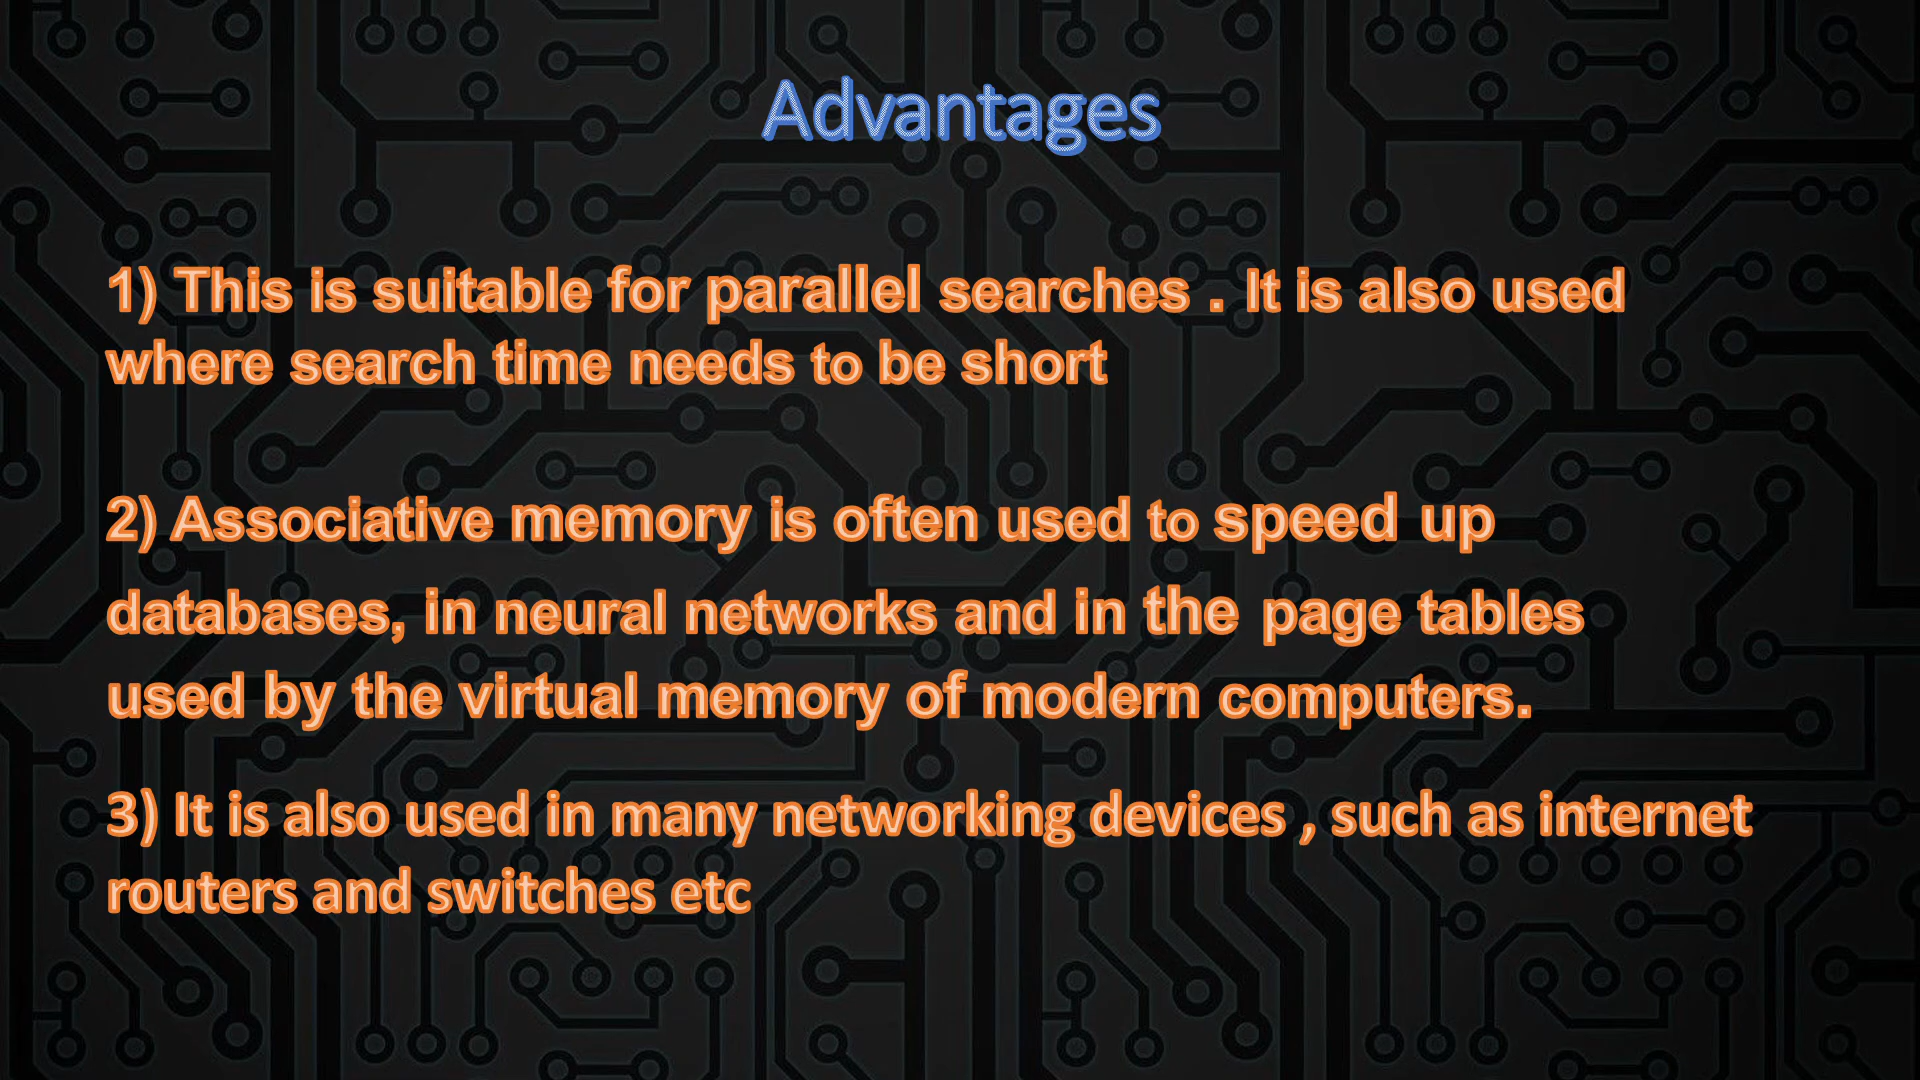 Advantages
1) This is suitable for parallel searches . It is also used
where search time needs to be short
2) Associative memory is often used to speed up
databases, in neural networks and in the page tables
used by the virtual memory of modern computers.
3) It is also used in many networking devices , such as internet
routers and switches etc